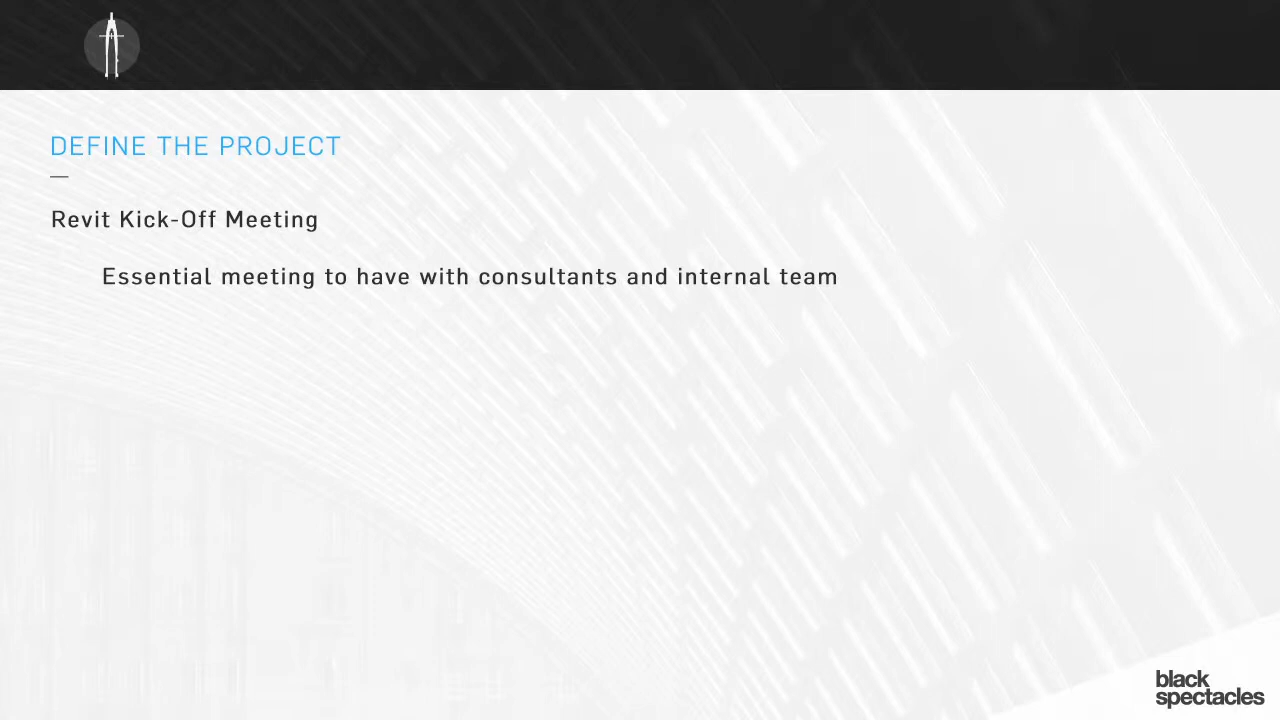 DEFINE THE PROJECT
Revit Kick-Off Meeting
Essential meeting to have with consultants and internal team
black
spectacles